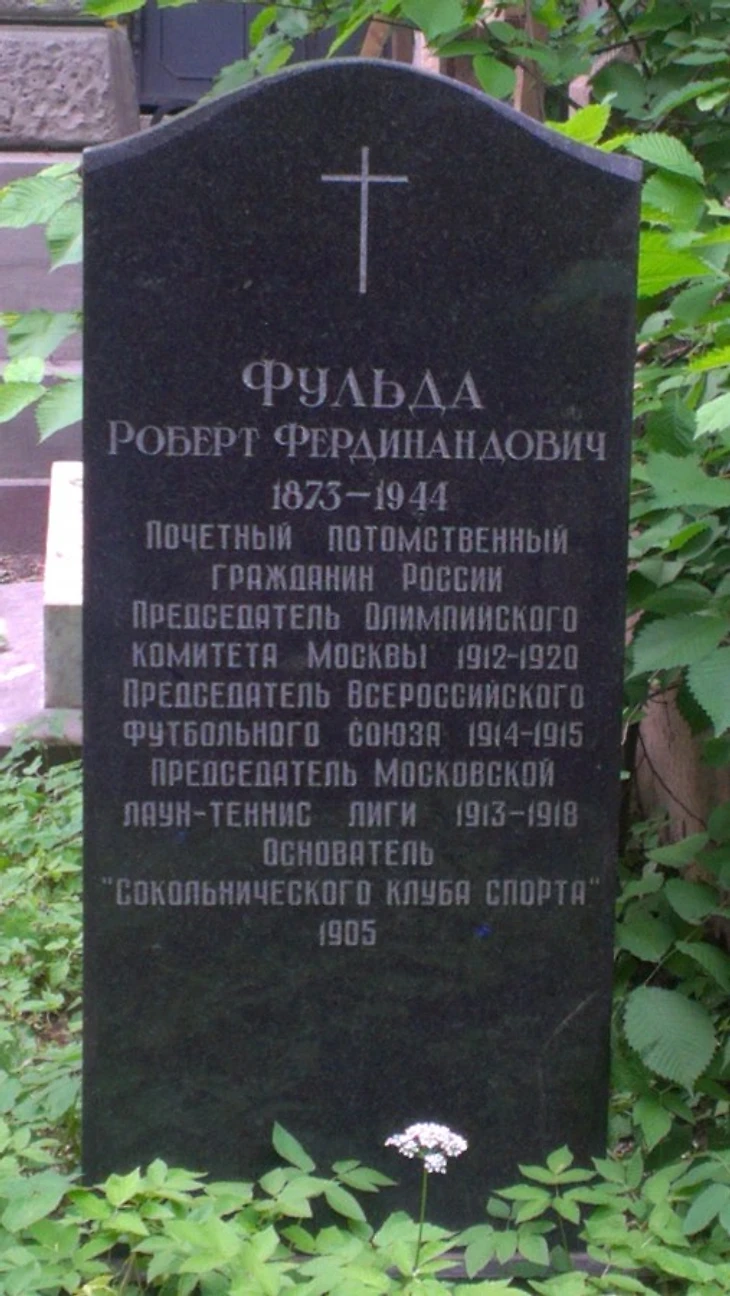 Фульда
Роберт Фердинандович
1873–1944
Почетный потомственный
гражданин России
Председатель Олимпийского
комитета Москвы 1912-1920
Председатель Всероссийского
футбольного союза 1914-1915
Председатель Московской
лаун-теннис лиги 1913-1918
Основатель
"Сокольнического клуба спорта"
1905